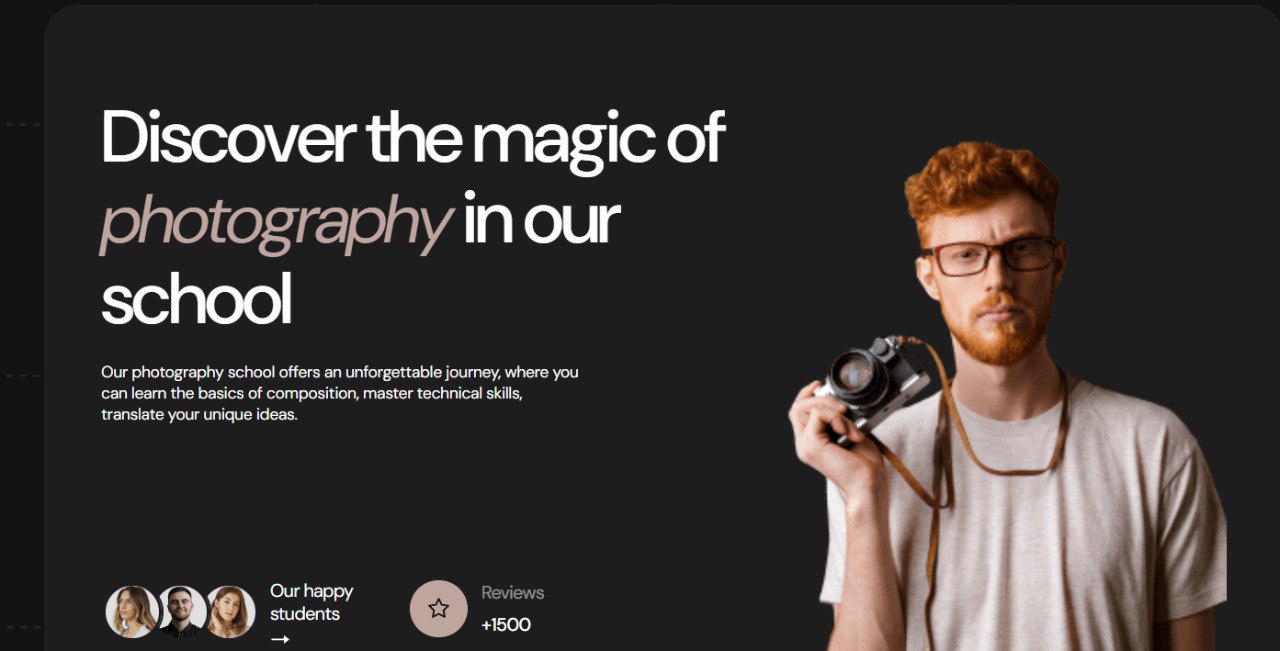 Discover the magic of
photography in our
school
Our photography school offers an unforgettable journey, where you
can learn the basics of composition, master technical skills,
translate your unique ideas.
Our happy
students
→
Reviews
+1500